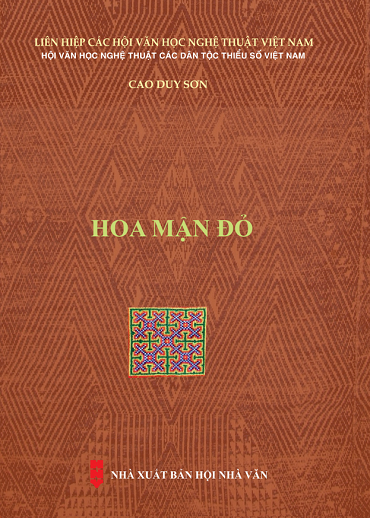 LIÊN HIỆP CÁC HỘI VĂN HỌC NGHỆ THUẬT VIỆT NAM
HỘI VĂN HỌC NGHỆ THUẬT CÁC DÂN TỘC THIỂU SỐ VIỆT NAM
CAO DUY SƠN
HOA MẬN ĐỎ
NHÀ XUẤT BẢN HỘI NHÀ VĂN